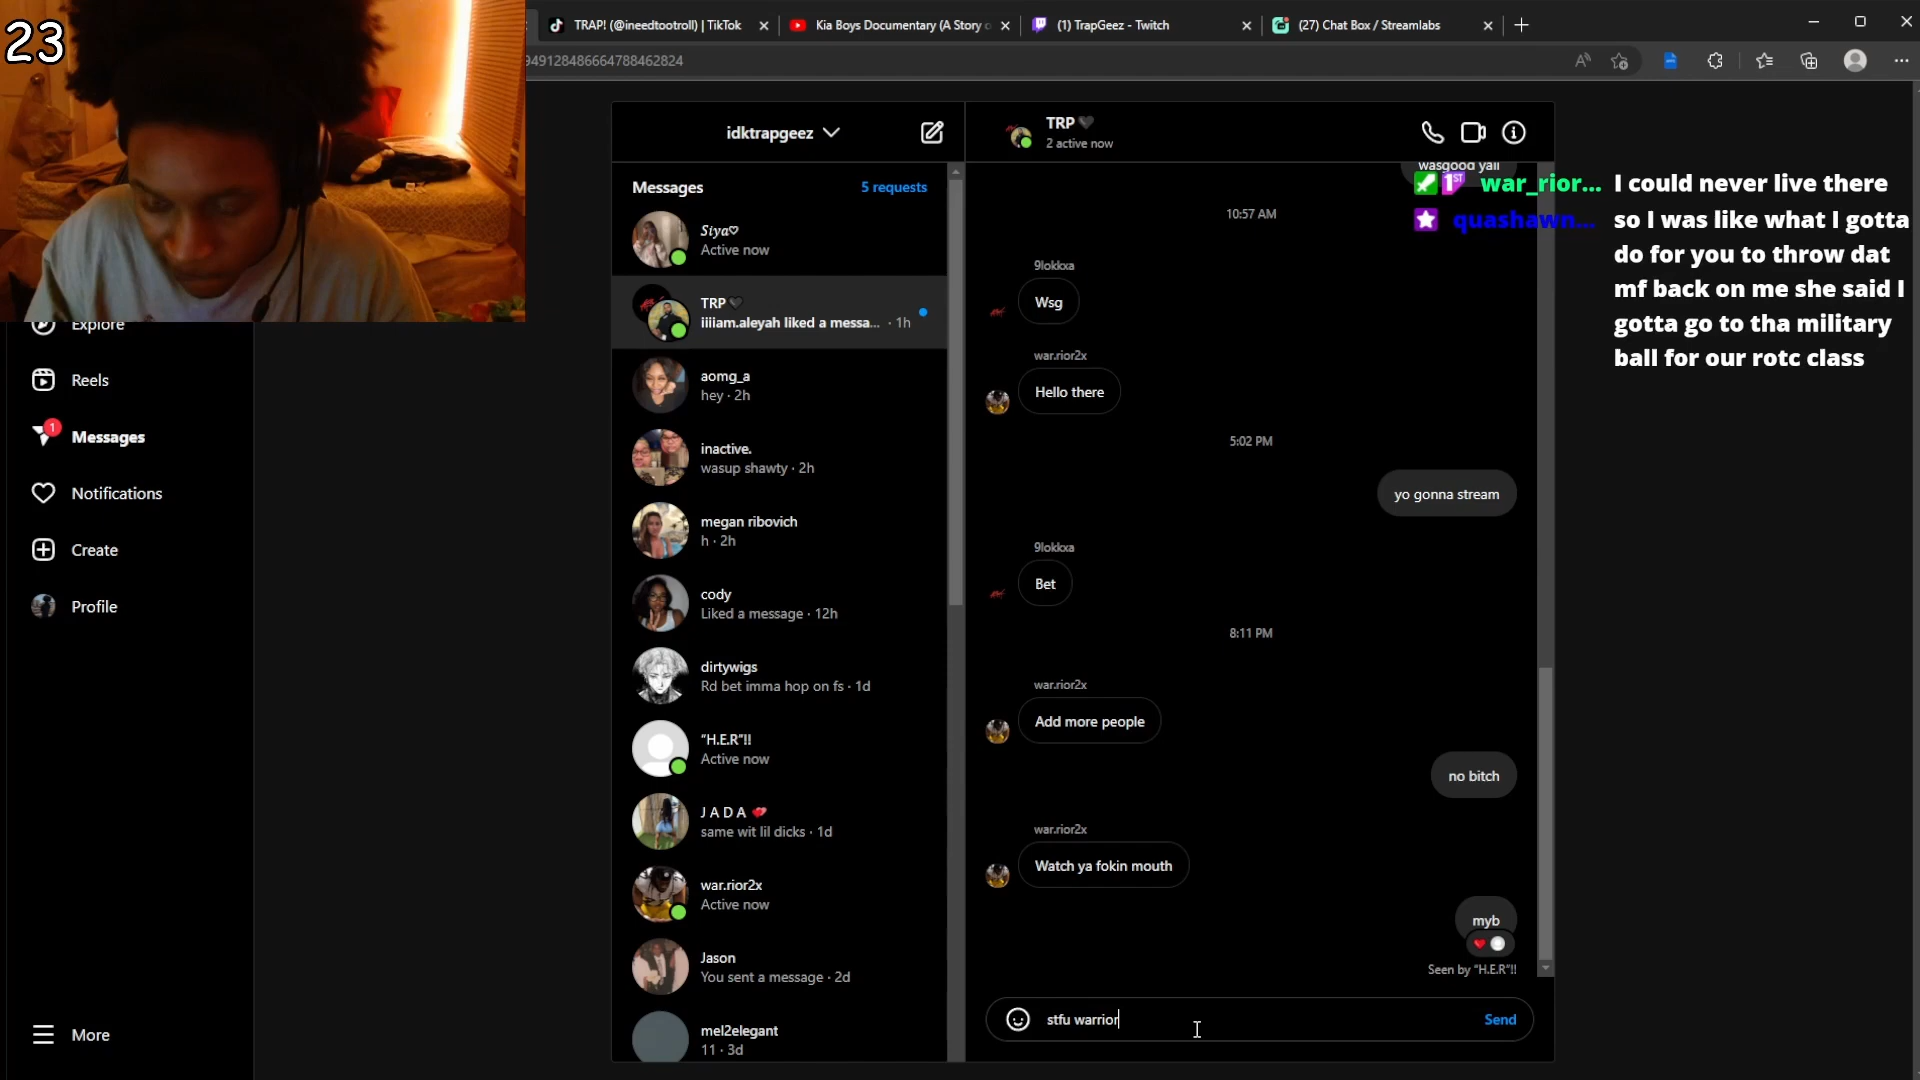 23
TRAP! (@ineedtootroll) | TikTok
Kia Boys Documentary (A Story o
(1) TrapGeez - Twitch
(27) Chat Box / Streamlabs
949128486664788462824
idktrapgeez
Messages
5 requests
Siya♡
Active now
TRP🖤
iiiiam.aleyah liked a messa... · 1h
aomg_a
hey · 2h
inactive.
wasup shawty · 2h
megan ribovich
h · 2h
cody
Liked a message · 12h
dirtywigs
Rd bet imma hop on fs · 1d
"H.E.R"!!
Active now
J A D A 💕
same wit lil dicks · 1d
war.rior2x
Active now
Jason
You sent a message · 2d
mel2elegant
11 · 3d
Explore
Reels
1
Messages
Notifications
Create
Profile
More
TRP🖤
2 active now
wasgood yall
10:57 AM
9lokkxa
Wsg
war.rior2x
Hello there
5:02 PM
yo gonna stream
9lokkxa
Bet
8:11 PM
war.rior2x
Add more people
no bitch
war.rior2x
Watch ya fokin mouth
myb
Seen by "H.E.R"!!
stfu warrior
Send
1ST war_rior... I could never live there
quashawn... so I was like what I gotta
do for you to throw dat
mf back on me she said I
gotta go to tha military
ball for our rotc class